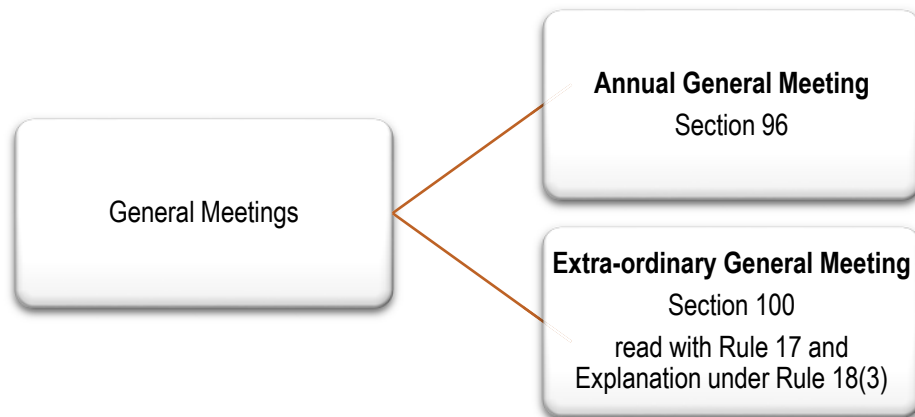 General Meetings
Annual General Meeting
Section 96
Extra-ordinary General Meeting
Section 100
read with Rule 17 and
Explanation under Rule 18(3)